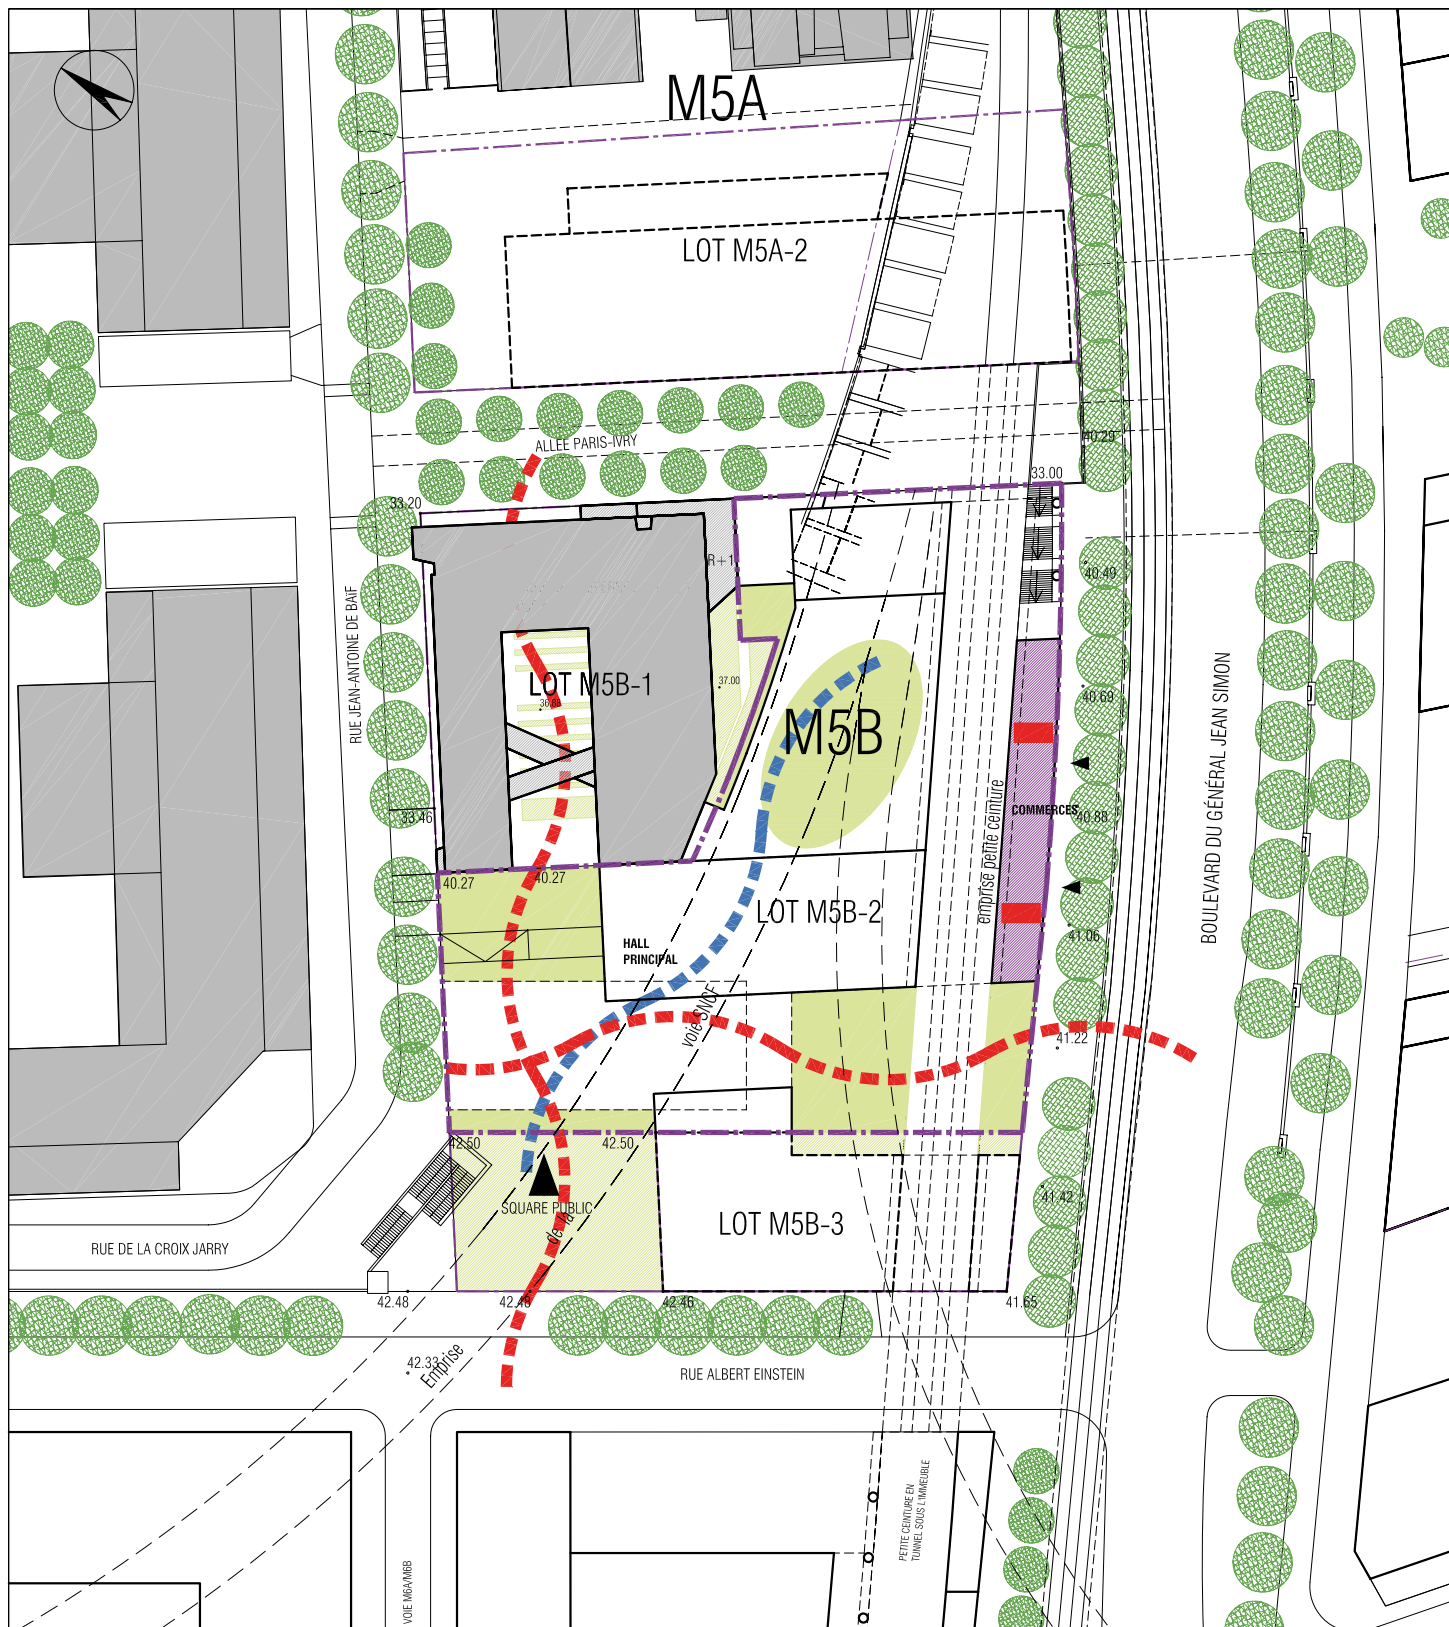 M5A
LOT M5A-2
ALLEE PARIS-IVRY
40.29
33.00
33.20
R+1
40.49
RUE JEAN-ANTOINE DE BAÏF
LOT M5B-1
37.00
36.88
40.69
M5B
BOULEVARD DU GÉNÉRAL JEAN SIMON
emprise petite ceinture
COMMERCES
40.88
33.46
40.27
40.27
LOT M5B-2
41.06
HALL
PRINCIPAL
voie SNCF
41.22
42.50
42.50
41.42
SQUARE PUBLIC
de la
LOT M5B-3
RUE DE LA CROIX JARRY
42.48
42.48
42.46
41.65
42.33
Emprise
RUE ALBERT EINSTEIN
PETITE CEINTURE EN
TUNNEL SOUS L'IMMEUBLE
VOIE M6A/M6B